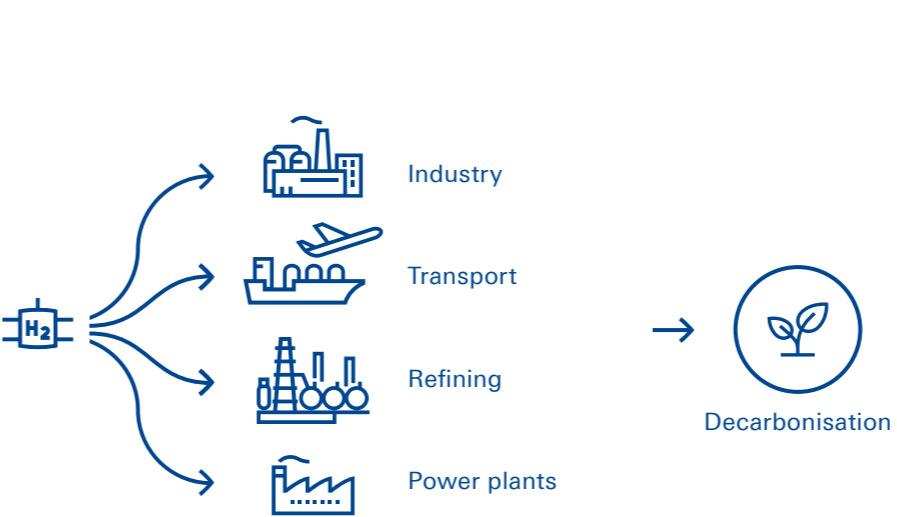 Industry
Transport
H2
Refining
Decarbonisation
Power plants